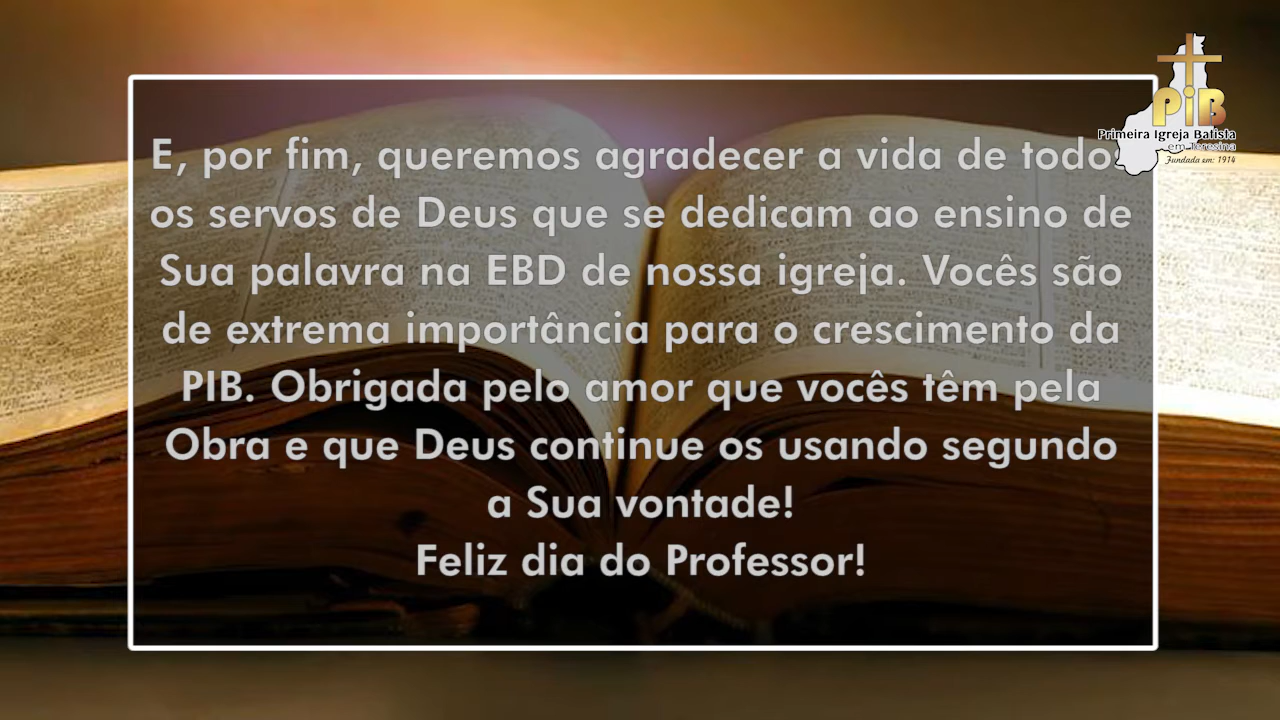 E, por fim, queremos agradecer a vida de todo
os servos de Deus que se dedicam ao ensino de
Sua palavra na EBD de nossa igreja. Vocês são
de extrema importância para o crescimento da
PIB. Obrigada pelo amor que vocês têm pela
Obra e que Deus continue os usando segundo
a Sua vontade!
Feliz dia do Professor!
PiB
Primeira Igreja Batista
em Teresina
Fundada em: 1914